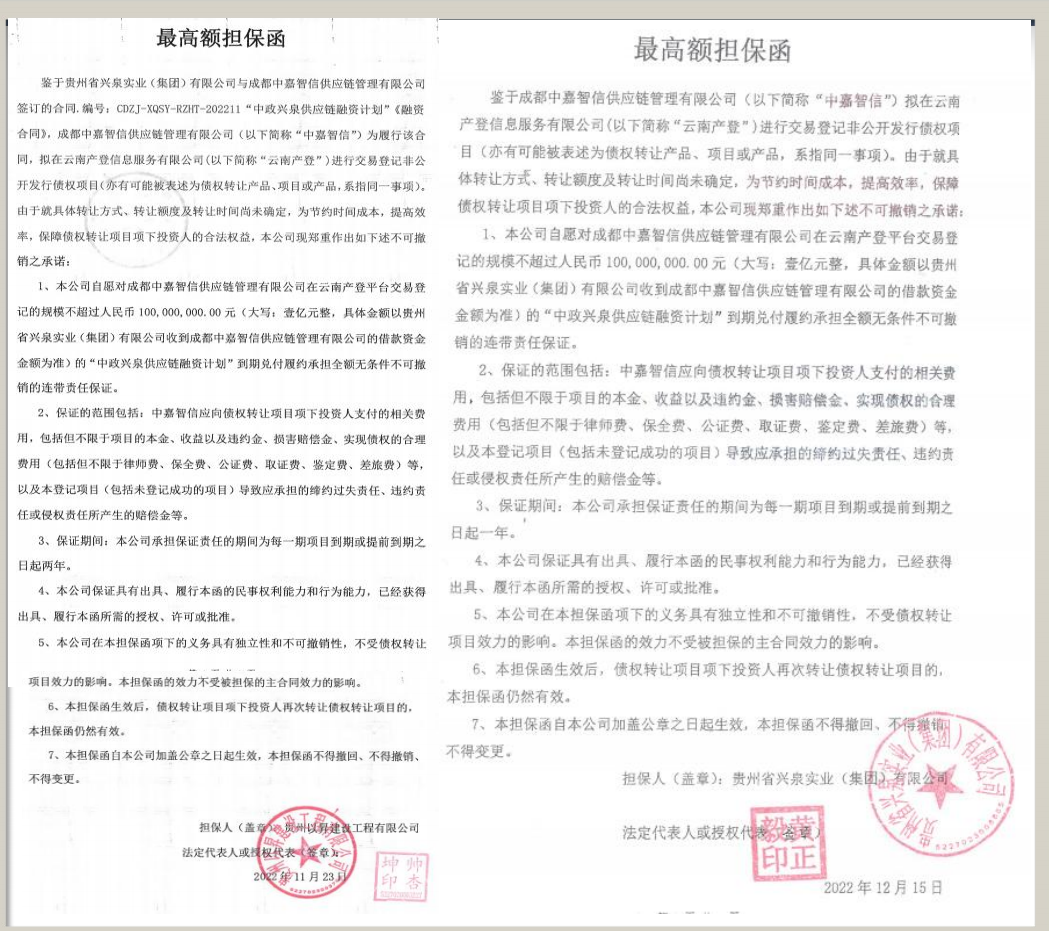 最高额担保函
鉴于贵州省兴泉实业（集团）有限公司与成都中嘉智信供应链管理有限公司
签订的合同.编号：CDZJ-XQSY-RZHT-202211“中政兴泉供应链融资计划”《融资
合同》，成都中嘉智信供应链管理有限公司（以下简称“中嘉智信”）为履行该合
同，拟在云南产登信息服务有限公司(以下简称“云南产登”)进行交易登记非公
开发行债权项目(亦有可能被表述为债权转让产品、项目或产品，系指同一事项)。
由于就具体转让方式、转让额度及转让时间尚未确定，为节约时间成本，提高效
率，保障债权转让项目项下投资人的合法权益，本公司现郑重作出如下述不可撤
销之承诺：
1、本公司自愿对成都中嘉智信供应链管理有限公司在云南产登平台交易登
记的规模不超过人民币 100,000,000.00 元（大写：壹亿元整，具体金额以贵州
省兴泉实业（集团）有限公司收到成都中嘉智信供应链管理有限公司的借款资金
金额为准）的“中政兴泉供应链融资计划”到期兑付履约承担全额无条件不可撤
销的连带责任保证。
2、保证的范围包括：中嘉智信应向债权转让项目项下投资人支付的相关费
用，包括但不限于项目的本金、收益以及违约金、损害赔偿金、实现债权的合理
费用（包括但不限于律师费、保全费、公证费、取证费、鉴定费、差旅费）等，
以及本登记项目（包括未登记成功的项目）导致应承担的缔约过失责任、违约责
任或侵权责任所产生的赔偿金等。
3、保证期间：本公司承担保证责任的期间为每一期项目到期或提前到期之
日起两年。
4、本公司保证具有出具、履行本函的民事权利能力和行为能力，已经获得
出具、履行本函所需的授权、许可或批准。
5、本公司在本担保函项下的义务具有独立性和不可撤销性，不受债权转让
项目效力的影响。本担保函的效力不受被担保的主合同效力的影响。
6、本担保函生效后，债权转让项目项下投资人再次转让债权转让项目的，
本担保函仍然有效。
7、本担保函自本公司加盖公章之日起生效，本担保函不得撤回、不得撤销、
不得变更。
担保人（盖章）：贵州以昇建设工程有限公司
法定代表人或授权代表（签章）：
2022年 11 月 23日
帅杏坤印
最高额担保函
鉴于成都中嘉智信供应链管理有限公司（以下简称“中嘉智信”）拟在云南
产登信息服务有限公司(以下简称“云南产登”)进行交易登记非公开发行债权项
目（亦有可能被表述为债权转让产品、项目或产品，系指同一事项）。由于就具
体转让方式、转让额度及转让时间尚未确定，为节约时间成本，提高效率，保障
债权转让项目项下投资人的合法权益，本公司现郑重作出如下述不可撤销之承诺：
1、本公司自愿对成都中嘉智信供应链管理有限公司在云南产登平台交易登
记的规模不超过人民币 100,000,000.00 元（大写：壹亿元整，具体金额以贵州
省兴泉实业（集团）有限公司收到成都中嘉智信供应链管理有限公司的借款资金
金额为准）的“中政兴泉供应链融资计划”到期兑付履约承担全额无条件不可撤
销的连带责任保证。
2、保证的范围包括：中嘉智信应向债权转让项目项下投资人支付的相关费
用，包括但不限于项目的本金、收益以及违约金、损害赔偿金、实现债权的合理
费用（包括但不限于律师费、保全费、公证费、取证费、鉴定费、差旅费）等，
以及本登记项目（包括未登记成功的项目）导致应承担的缔约过失责任、违约责
任或侵权责任所产生的赔偿金等。
3、保证期间：本公司承担保证责任的期间为每一期项目到期或提前到期之
日起一年。
4、本公司保证具有出具、履行本函的民事权利能力和行为能力，已经获得
出具、履行本函所需的授权、许可或批准。
5、本公司在本担保函项下的义务具有独立性和不可撤销性，不受债权转让
项目效力的影响。本担保函的效力不受被担保的主合同效力的影响。
6、本担保函生效后，债权转让项目项下投资人再次转让债权转让项目的，
本担保函仍然有效。
7、本担保函自本公司加盖公章之日起生效，本担保函不得撤回、不得撤销、
不得变更。
担保人（盖章）：贵州省兴泉实业（集团）有限公司
贵州省兴泉实业（集团）有限公司
法定代表人或授权代表（签章）
黄正毅印
2022 年 12 月 15 日